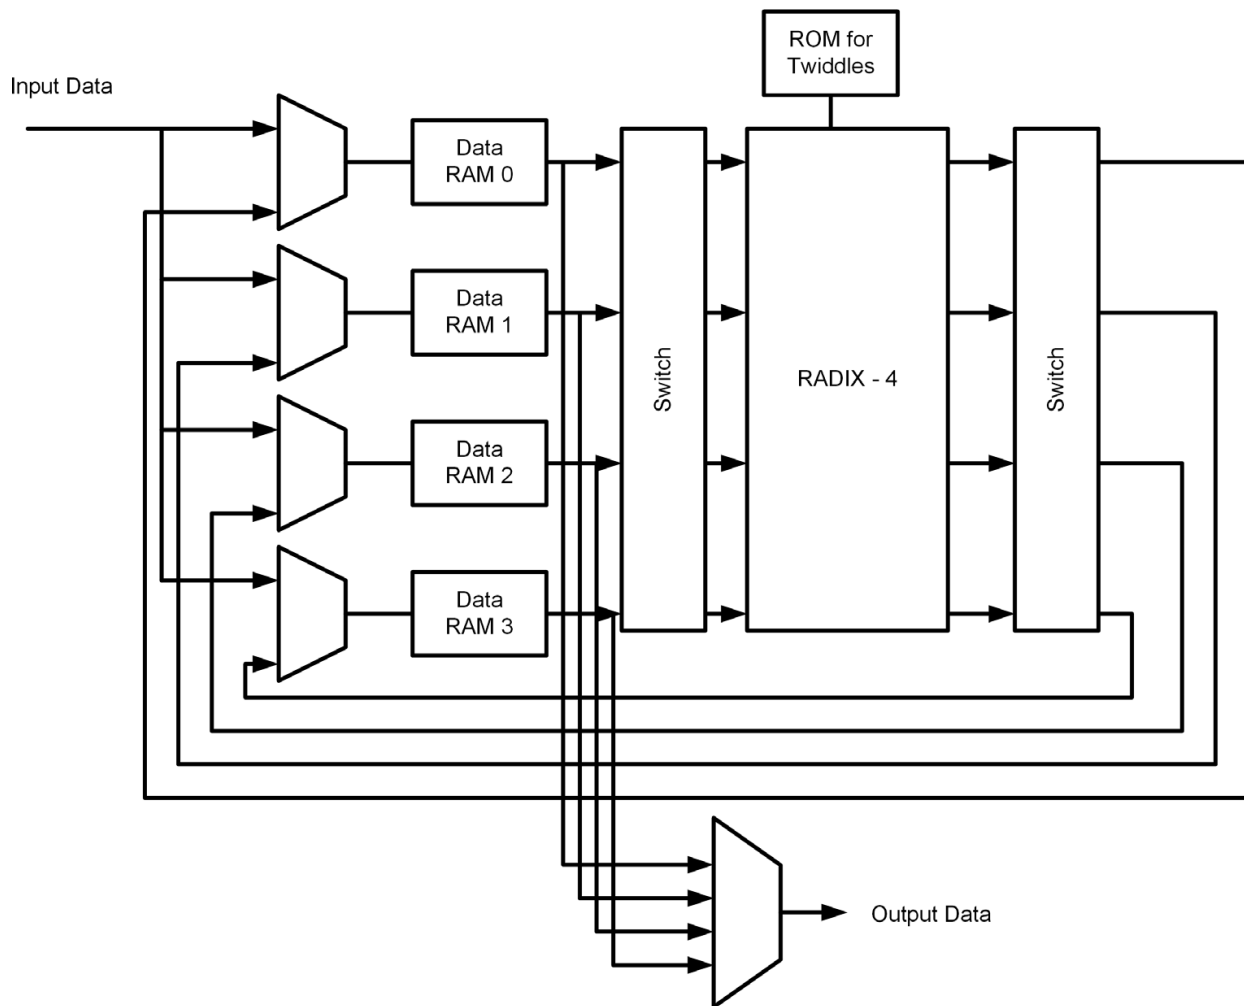 ROM for
Twiddles
Input Data
Data
RAM 0
Data
RAM 1
Data
RAM 2
Data
RAM 3
Switch
RADIX - 4
Switch
Output Data